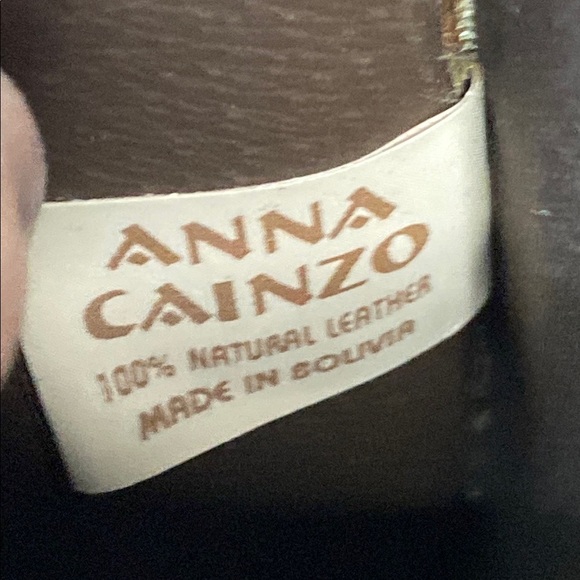 ANNA
CAINZO
100% NATURAL LEATHER
MADE IN BOLIVIA